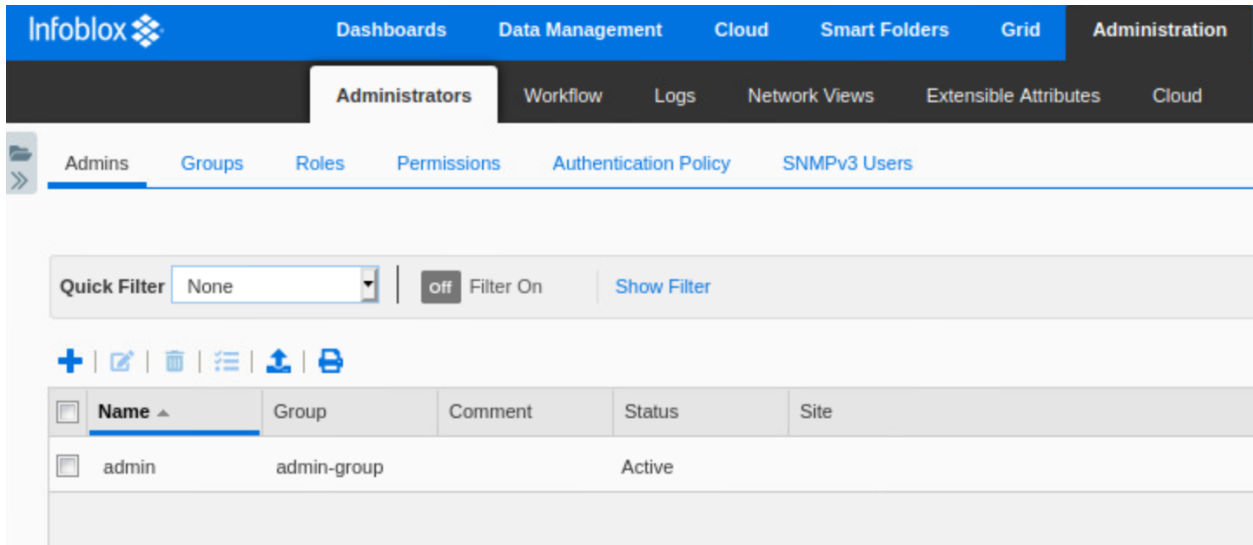 Infoblox Dashboards Data Management Cloud Smart Folders Grid Administration
Administrators Workflow Logs Network Views Extensible Attributes Cloud
Admins Groups Roles Permissions Authentication Policy SNMPv3 Users
Quick Filter None Off Filter On Show Filter
Name Group Comment Status Site
admin admin-group Active